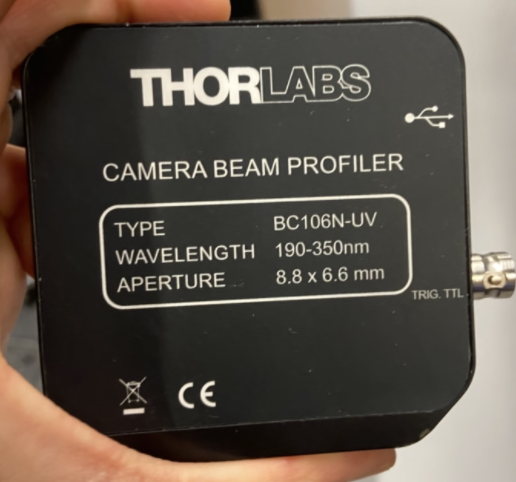 THORLABS
CAMERA BEAM PROFILER
TYPE BC106N-UV
WAVELENGTH 190-350nm
APERTURE 8.8 x 6.6 mm
TRIG. TTL
CE